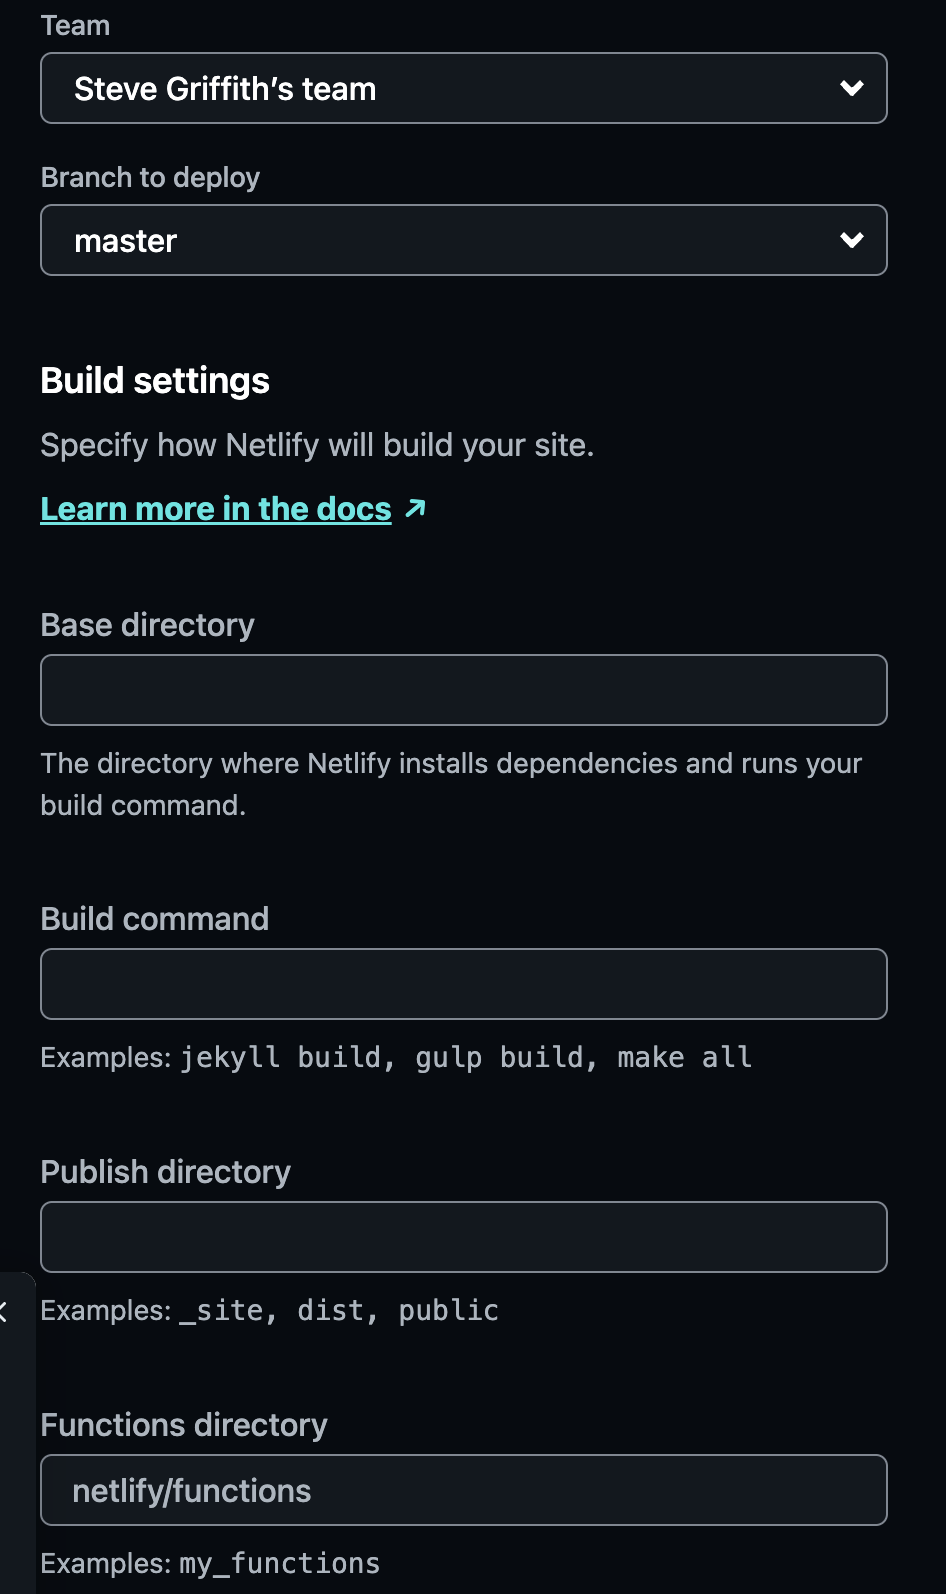 Team
Steve Griffith’s team
Branch to deploy
master
Build settings
Specify how Netlify will build your site.
Learn more in the docs ↗
Base directory
The directory where Netlify installs dependencies and runs your
build command.
Build command
Examples: jekyll build, gulp build, make all
Publish directory
Examples: _site, dist, public
Functions directory
netlify/functions
Examples: my_functions